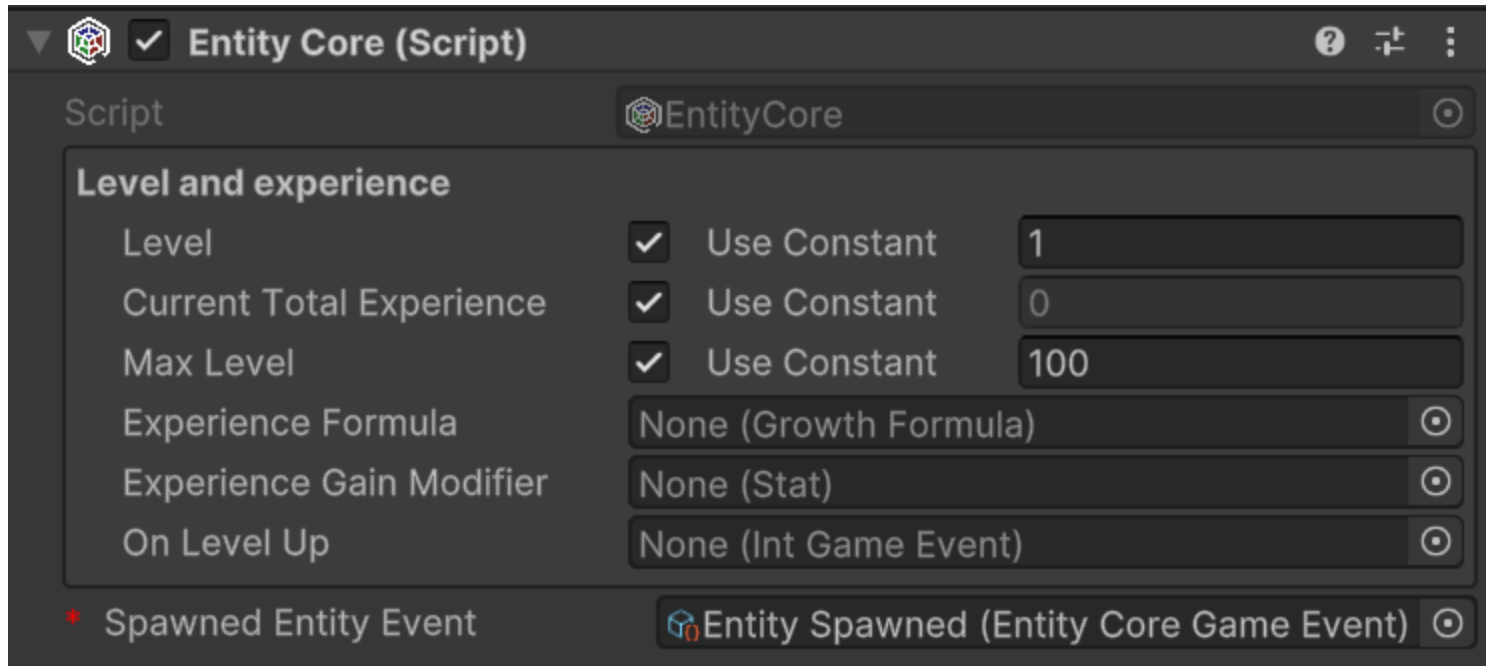 Entity Core (Script)
Script EntityCore
Level and experience
Level Use Constant 1
Current Total Experience Use Constant 0
Max Level Use Constant 100
Experience Formula None (Growth Formula)
Experience Gain Modifier None (Stat)
On Level Up None (Int Game Event)
* Spawned Entity Event Entity Spawned (Entity Core Game Event)